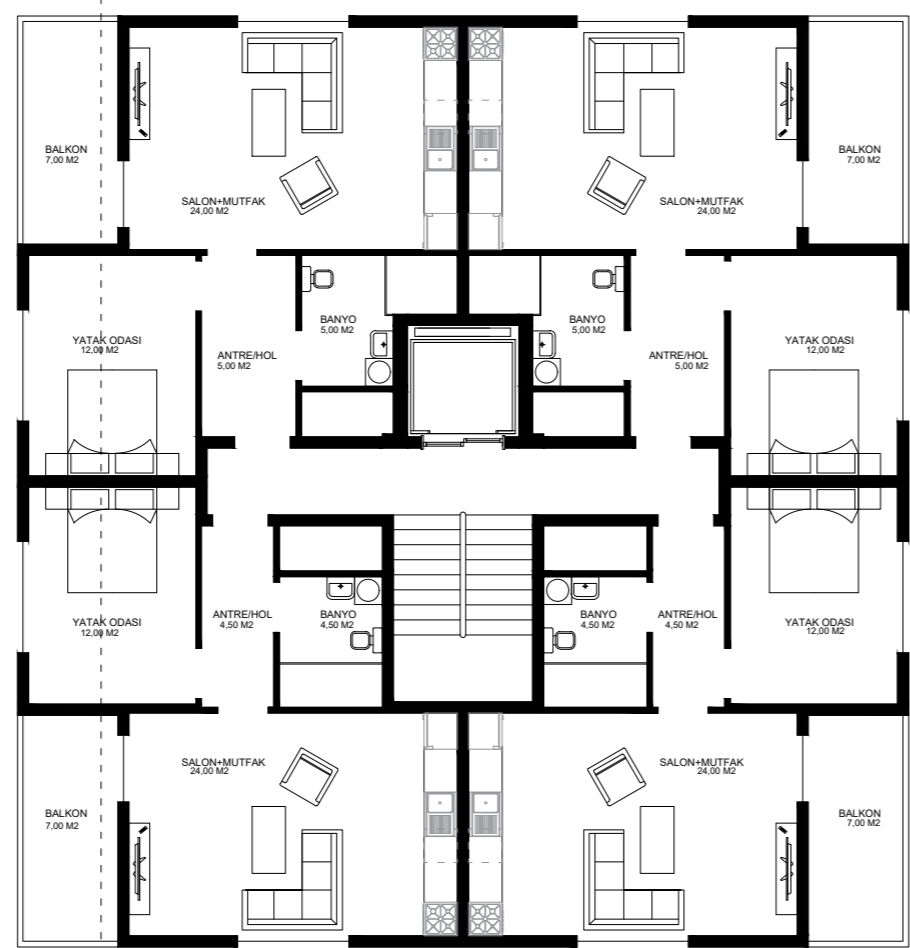 BALKON
7,00 M2
SALON+MUTFAK
24,00 M2
SALON+MUTFAK
24,00 M2
BALKON
7,00 M2
YATAK ODASI
12,00 M2
ANTRE/HOL
5,00 M2
BANYO
5,00 M2
BANYO
5,00 M2
ANTRE/HOL
5,00 M2
YATAK ODASI
12,00 M2
YATAK ODASI
12,00 M2
ANTRE/HOL
4,50 M2
BANYO
4,50 M2
BANYO
4,50 M2
ANTRE/HOL
4,50 M2
YATAK ODASI
12,00 M2
BALKON
7,00 M2
SALON+MUTFAK
24,00 M2
SALON+MUTFAK
24,00 M2
BALKON
7,00 M2